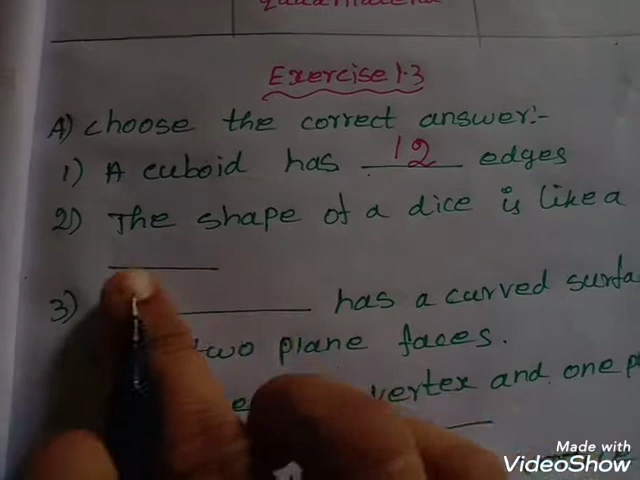 Exercise 1.3
A) choose the correct answer:-
1) A cuboid has 12 edges
2) The shape of a dice is like a
3) has a curved
two plane faces.
vertex and one
Made with
VideoShow